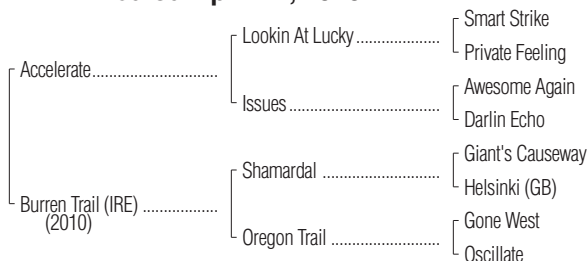 Smart Strike
Lookin At Lucky
Private Feeling
Accelerate
Awesome Again
Issues
Darlin Echo
Giant's Causeway
Shamardal
Helsinki (GB)
Burren Trail (IRE)
(2010)
Gone West
Oregon Trail
Oscillate